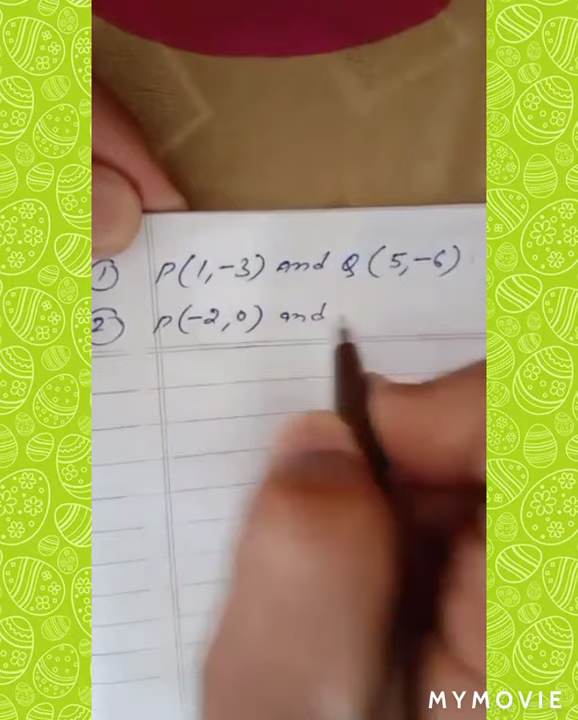 ① P(1,-3) and Q(5,-6)
② P(-2,0) and
MYMOVIE